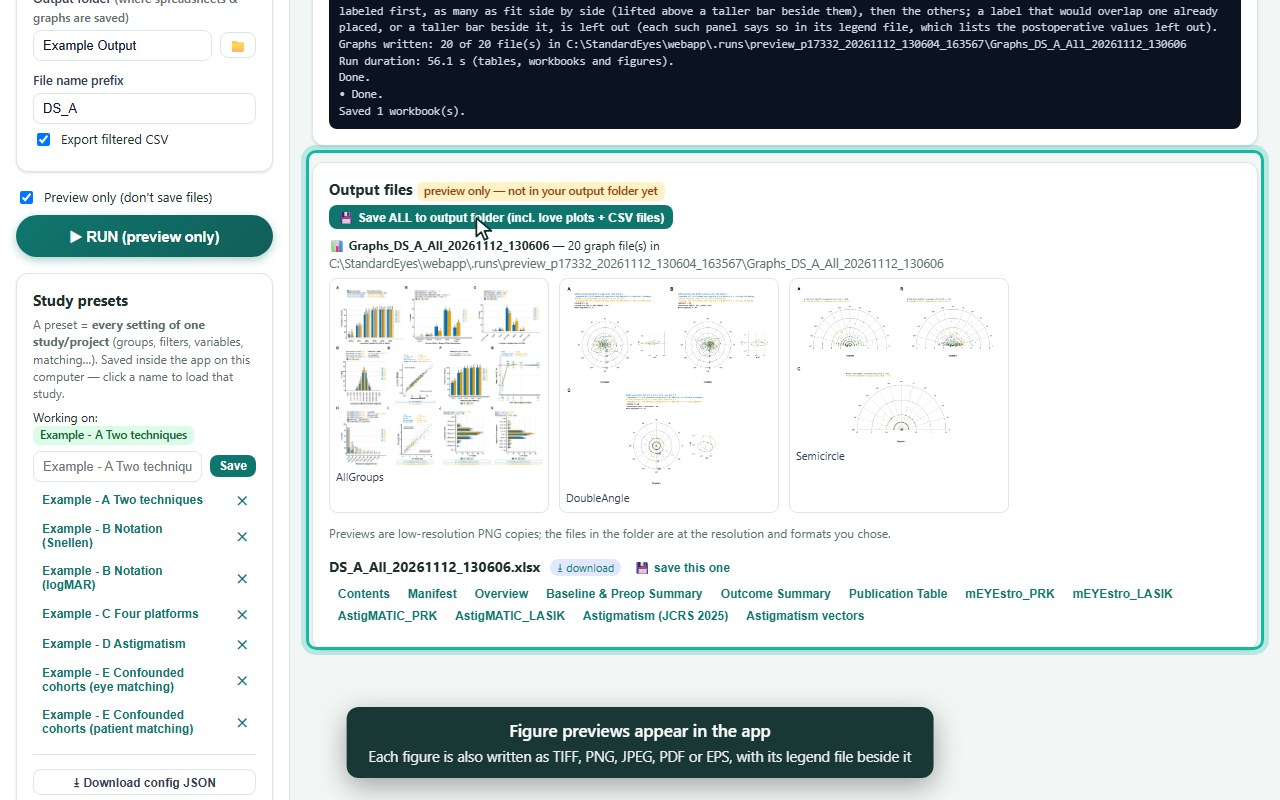 Output folder (where spreadsheets &
graphs are saved)
Example Output
File name prefix
DS_A
Export filtered CSV
Preview only (don't save files)
▶ RUN (preview only)
Study presets
A preset = every setting of one
study/project (groups, filters, variables,
matching...). Saved inside the app on this
computer — click a name to load that
study.
Working on:
Example - A Two techniques
Example - A Two techniqu
Save
Example - A Two techniques
Example - B Notation
(Snellen)
Example - B Notation
(logMAR)
Example - C Four platforms
Example - D Astigmatism
Example - E Confounded
cohorts (eye matching)
Example - E Confounded
cohorts (patient matching)
⤓ Download config JSON
labeled first, as many as fit side by side (lifted above a taller bar beside them), then the others; a label that would overlap one already
placed, or a taller bar beside it, is left out (each such panel says so in its legend file, which lists the postoperative values left out).
Graphs written: 20 of 20 file(s) in C:\StandardEyes\webapp\.runs\preview_p17332_20261112_130604_163567\Graphs_DS_A_All_20261112_130606
Run duration: 56.1 s (tables, workbooks and figures).
Done.
• Done.
Saved 1 workbook(s).
Output files preview only — not in your output folder yet
Save ALL to output folder (incl. love plots + CSV files)
Graphs_DS_A_All_20261112_130606 — 20 graph file(s) in
C:\StandardEyes\webapp\.runs\preview_p17332_20261112_130604_163567\Graphs_DS_A_All_20261112_130606
AllGroups
DoubleAngle
Semicircle
Previews are low-resolution PNG copies; the files in the folder are at the resolution and formats you chose.
DS_A_All_20261112_130606.xlsx ⤓ download save this one
Contents Manifest Overview Baseline & Preop Summary Outcome Summary Publication Table mEYEstro_PRK mEYEstro_LASIK
AstigMATIC_PRK AstigMATIC_LASIK Astigmatism (JCRS 2025) Astigmatism vectors
Figure previews appear in the app
Each figure is also written as TIFF, PNG, JPEG, PDF or EPS, with its legend file beside it